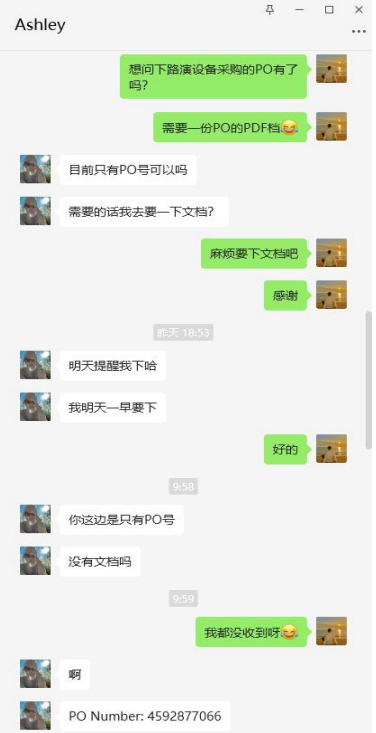 Ashley
想问下路演设备采购的PO有了
吗?
需要一份PO的PDF档😂
目前只有PO号可以吗
需要的话我去要一下文档?
麻烦要下文档吧
感谢
昨天 18:53
明天提醒我下哈
我明天一早要下
好的
9:58
你这边是只有PO号
没有文档吗
9:59
我都没收到呀😂
啊
PO Number: 4592877066